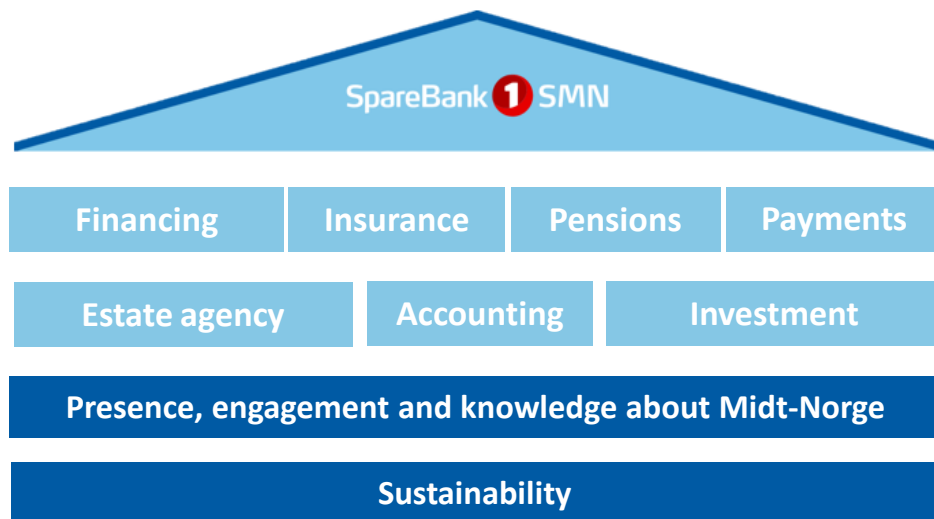 SpareBank 1 SMN
Financing Insurance Pensions Payments
Estate agency Accounting Investment
Presence, engagement and knowledge about Midt-Norge
Sustainability